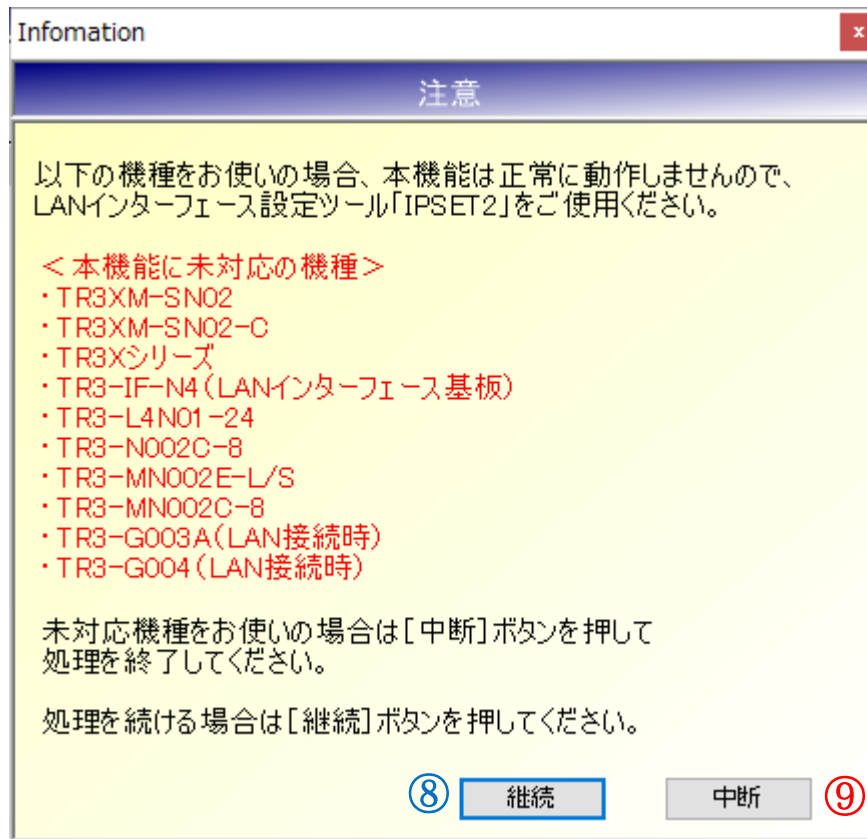 Infomation
x
注意
以下の機種をお使いの場合、本機能は正常に動作しませんので、
LANインターフェース設定ツール「IPSET2」をご使用ください。
＜本機能に未対応の機種＞
・TR3XM-SN02
・TR3XM-SN02-C
・TR3Xシリーズ
・TR3-IF-N4（LANインターフェース基板）
・TR3-L4N01-24
・TR3-N002C-8
・TR3-MN002E-L/S
・TR3-MN002C-8
・TR3-G003A（LAN接続時）
・TR3-G004（LAN接続時）
未対応機種をお使いの場合は[中断]ボタンを押して
処理を終了してください。
処理を続ける場合は[継続]ボタンを押してください。
⑧ 継続 中断 ⑨